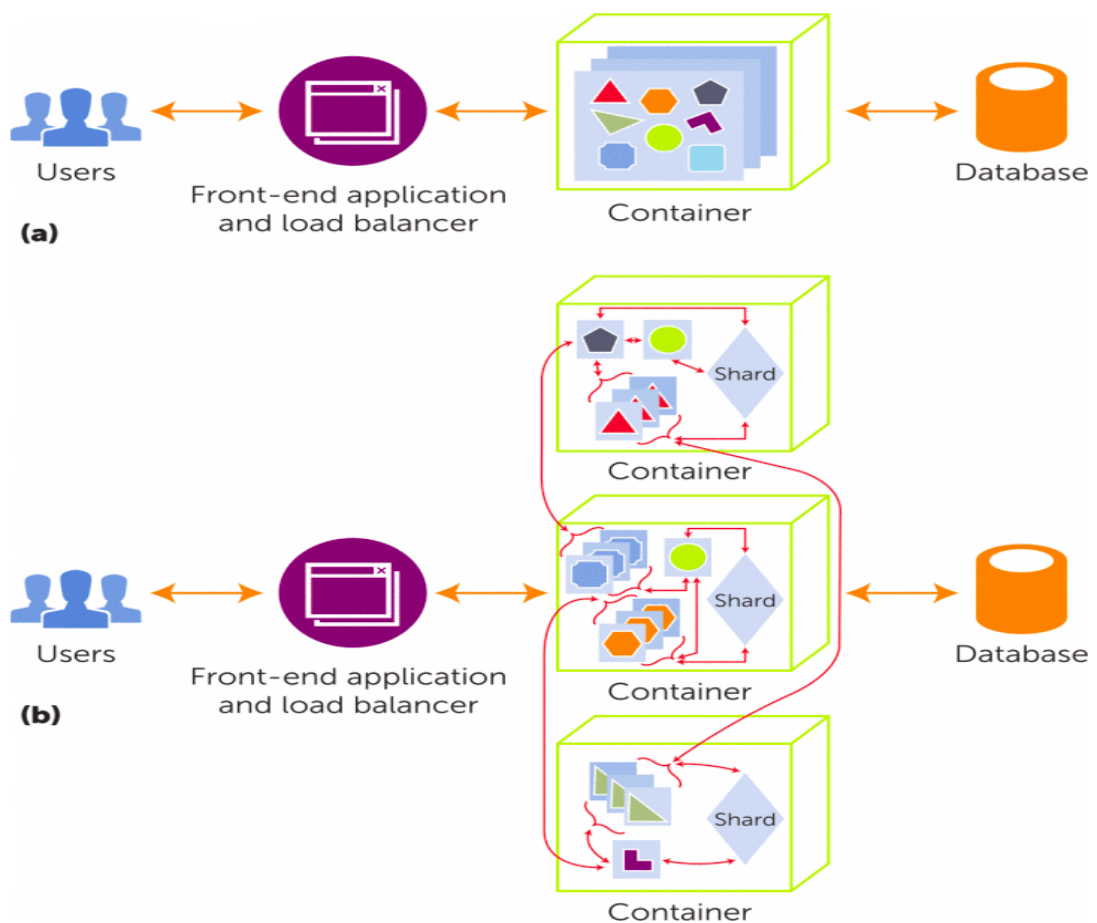 Users
Front-end application
and load balancer
Container
Database
(a)
Shard
Container
Shard
Users
Front-end application
and load balancer
Container
Database
(b)
Shard
Container